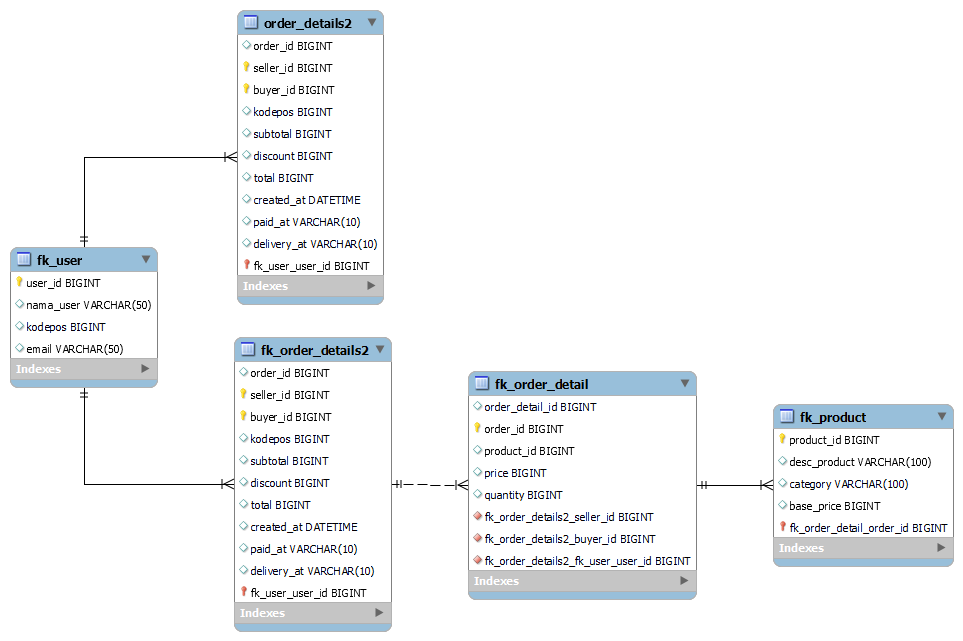 order_details2
order_id BIGINT
seller_id BIGINT
buyer_id BIGINT
kodepos BIGINT
subtotal BIGINT
discount BIGINT
total BIGINT
created_at DATETIME
paid_at VARCHAR(10)
delivery_at VARCHAR(10)
fk_user_user_id BIGINT
Indexes
fk_user
user_id BIGINT
nama_user VARCHAR(50)
kodepos BIGINT
email VARCHAR(50)
Indexes
fk_order_details2
order_id BIGINT
seller_id BIGINT
buyer_id BIGINT
kodepos BIGINT
subtotal BIGINT
discount BIGINT
total BIGINT
created_at DATETIME
paid_at VARCHAR(10)
delivery_at VARCHAR(10)
fk_user_user_id BIGINT
Indexes
fk_order_detail
order_detail_id BIGINT
order_id BIGINT
product_id BIGINT
price BIGINT
quantity BIGINT
fk_order_details2_seller_id BIGINT
fk_order_details2_buyer_id BIGINT
fk_order_details2_fk_user_user_id BIGINT
Indexes
fk_product
product_id BIGINT
desc_product VARCHAR(100)
category VARCHAR(100)
base_price BIGINT
fk_order_detail_order_id BIGINT
Indexes